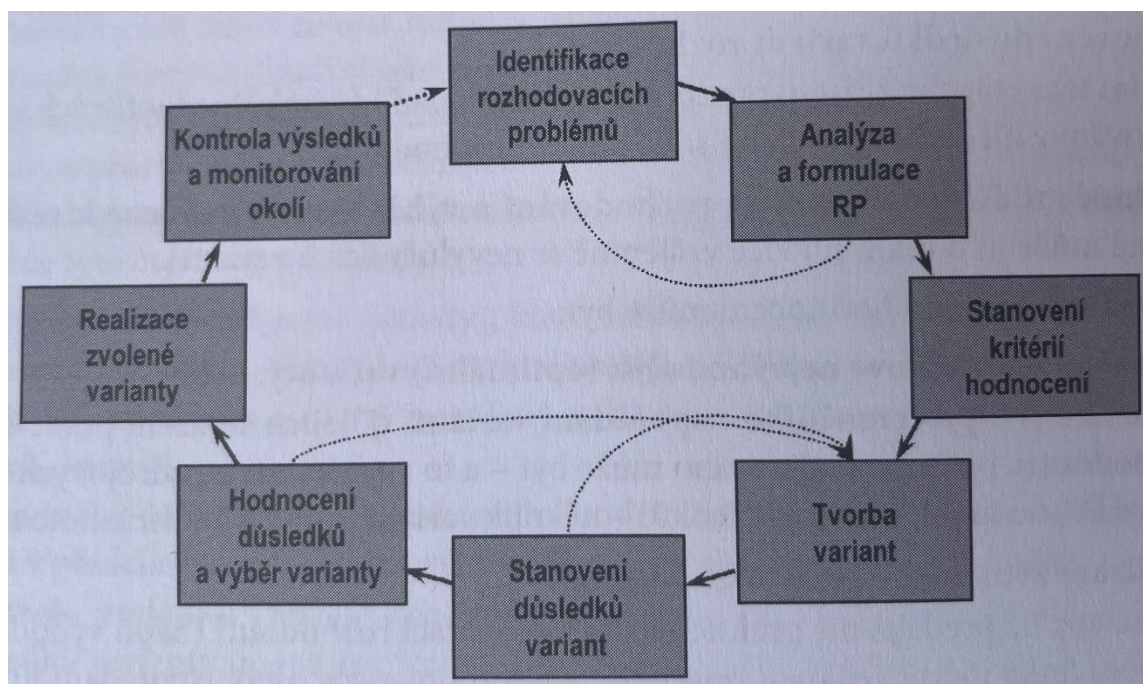 Identifikace
rozhodovacích
problémů
Analýza
a formulace
RP
Stanovení
kritérií
hodnocení
Tvorba
variant
Stanovení
důsledků
variant
Hodnocení
důsledků
a výběr varianty
Realizace
zvolené
varianty
Kontrola výsledků
a monitorování
okolí